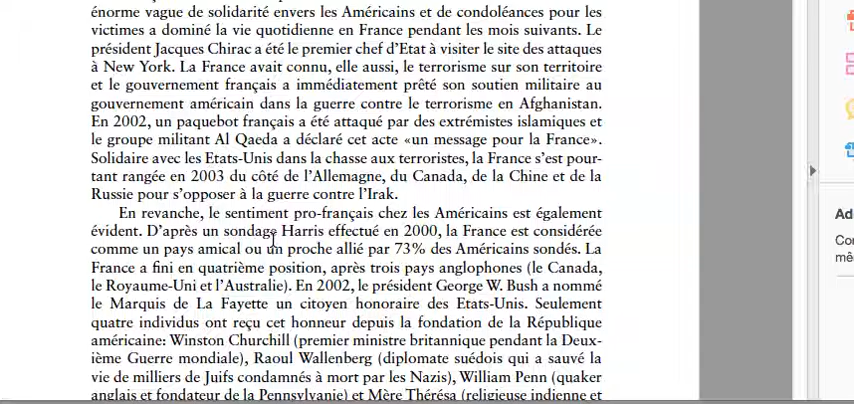 énorme vague de solidarité envers les Américains et de condoléances pour les
victimes a dominé la vie quotidienne en France pendant les mois suivants. Le
président Jacques Chirac a été le premier chef d'Etat à visiter le site des attaques
à New York. La France avait connu, elle aussi, le terrorisme sur son territoire
et le gouvernement français a immédiatement prêté son soutien militaire au
gouvernement américain dans la guerre contre le terrorisme en Afghanistan.
En 2002, un paquebot français a été attaqué par des extrémistes islamiques et
le groupe militant Al Qaeda a déclaré cet acte «un message pour la France».
Solidaire avec les Etats-Unis dans la chasse aux terroristes, la France s'est pour-
tant rangée en 2003 du côté de l'Allemagne, du Canada, de la Chine et de la
Russie pour s'opposer à la guerre contre l'Irak.
En revanche, le sentiment pro-français chez les Américains est également
évident. D'après un sondage Harris effectué en 2000, la France est considérée
comme un pays amical ou un proche allié par 73% des Américains sondés. La
France a fini en quatrième position, après trois pays anglophones (le Canada,
le Royaume-Uni et l'Australie). En 2002, le président George W. Bush a nommé
le Marquis de La Fayette un citoyen honoraire des Etats-Unis. Seulement
quatre individus ont reçu cet honneur depuis la fondation de la République
américaine: Winston Churchill (premier ministre britannique pendant la Deux-
ième Guerre mondiale), Raoul Wallenberg (diplomate suédois qui a sauvé la
vie de milliers de Juifs condamnés à mort par les Nazis), William Penn (quaker
anglais et fondateur de la Pennsylvanie) et Mère Thérésa (religieuse indienne et
Ad
Cor
mê